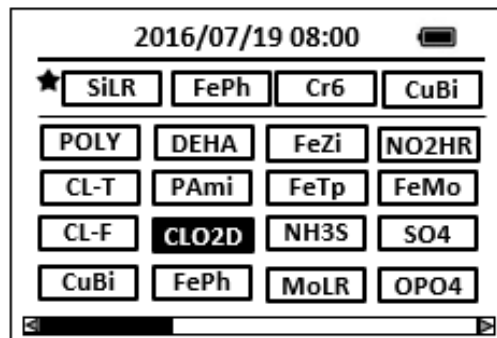 2016/07/19 08:00
SiLR FePh Cr6 CuBi
POLY DEHA FeZi NO2HR
CL-T PAmi FeTp FeMo
CL-F CLO2D NH3S SO4
CuBi FePh MoLR OPO4